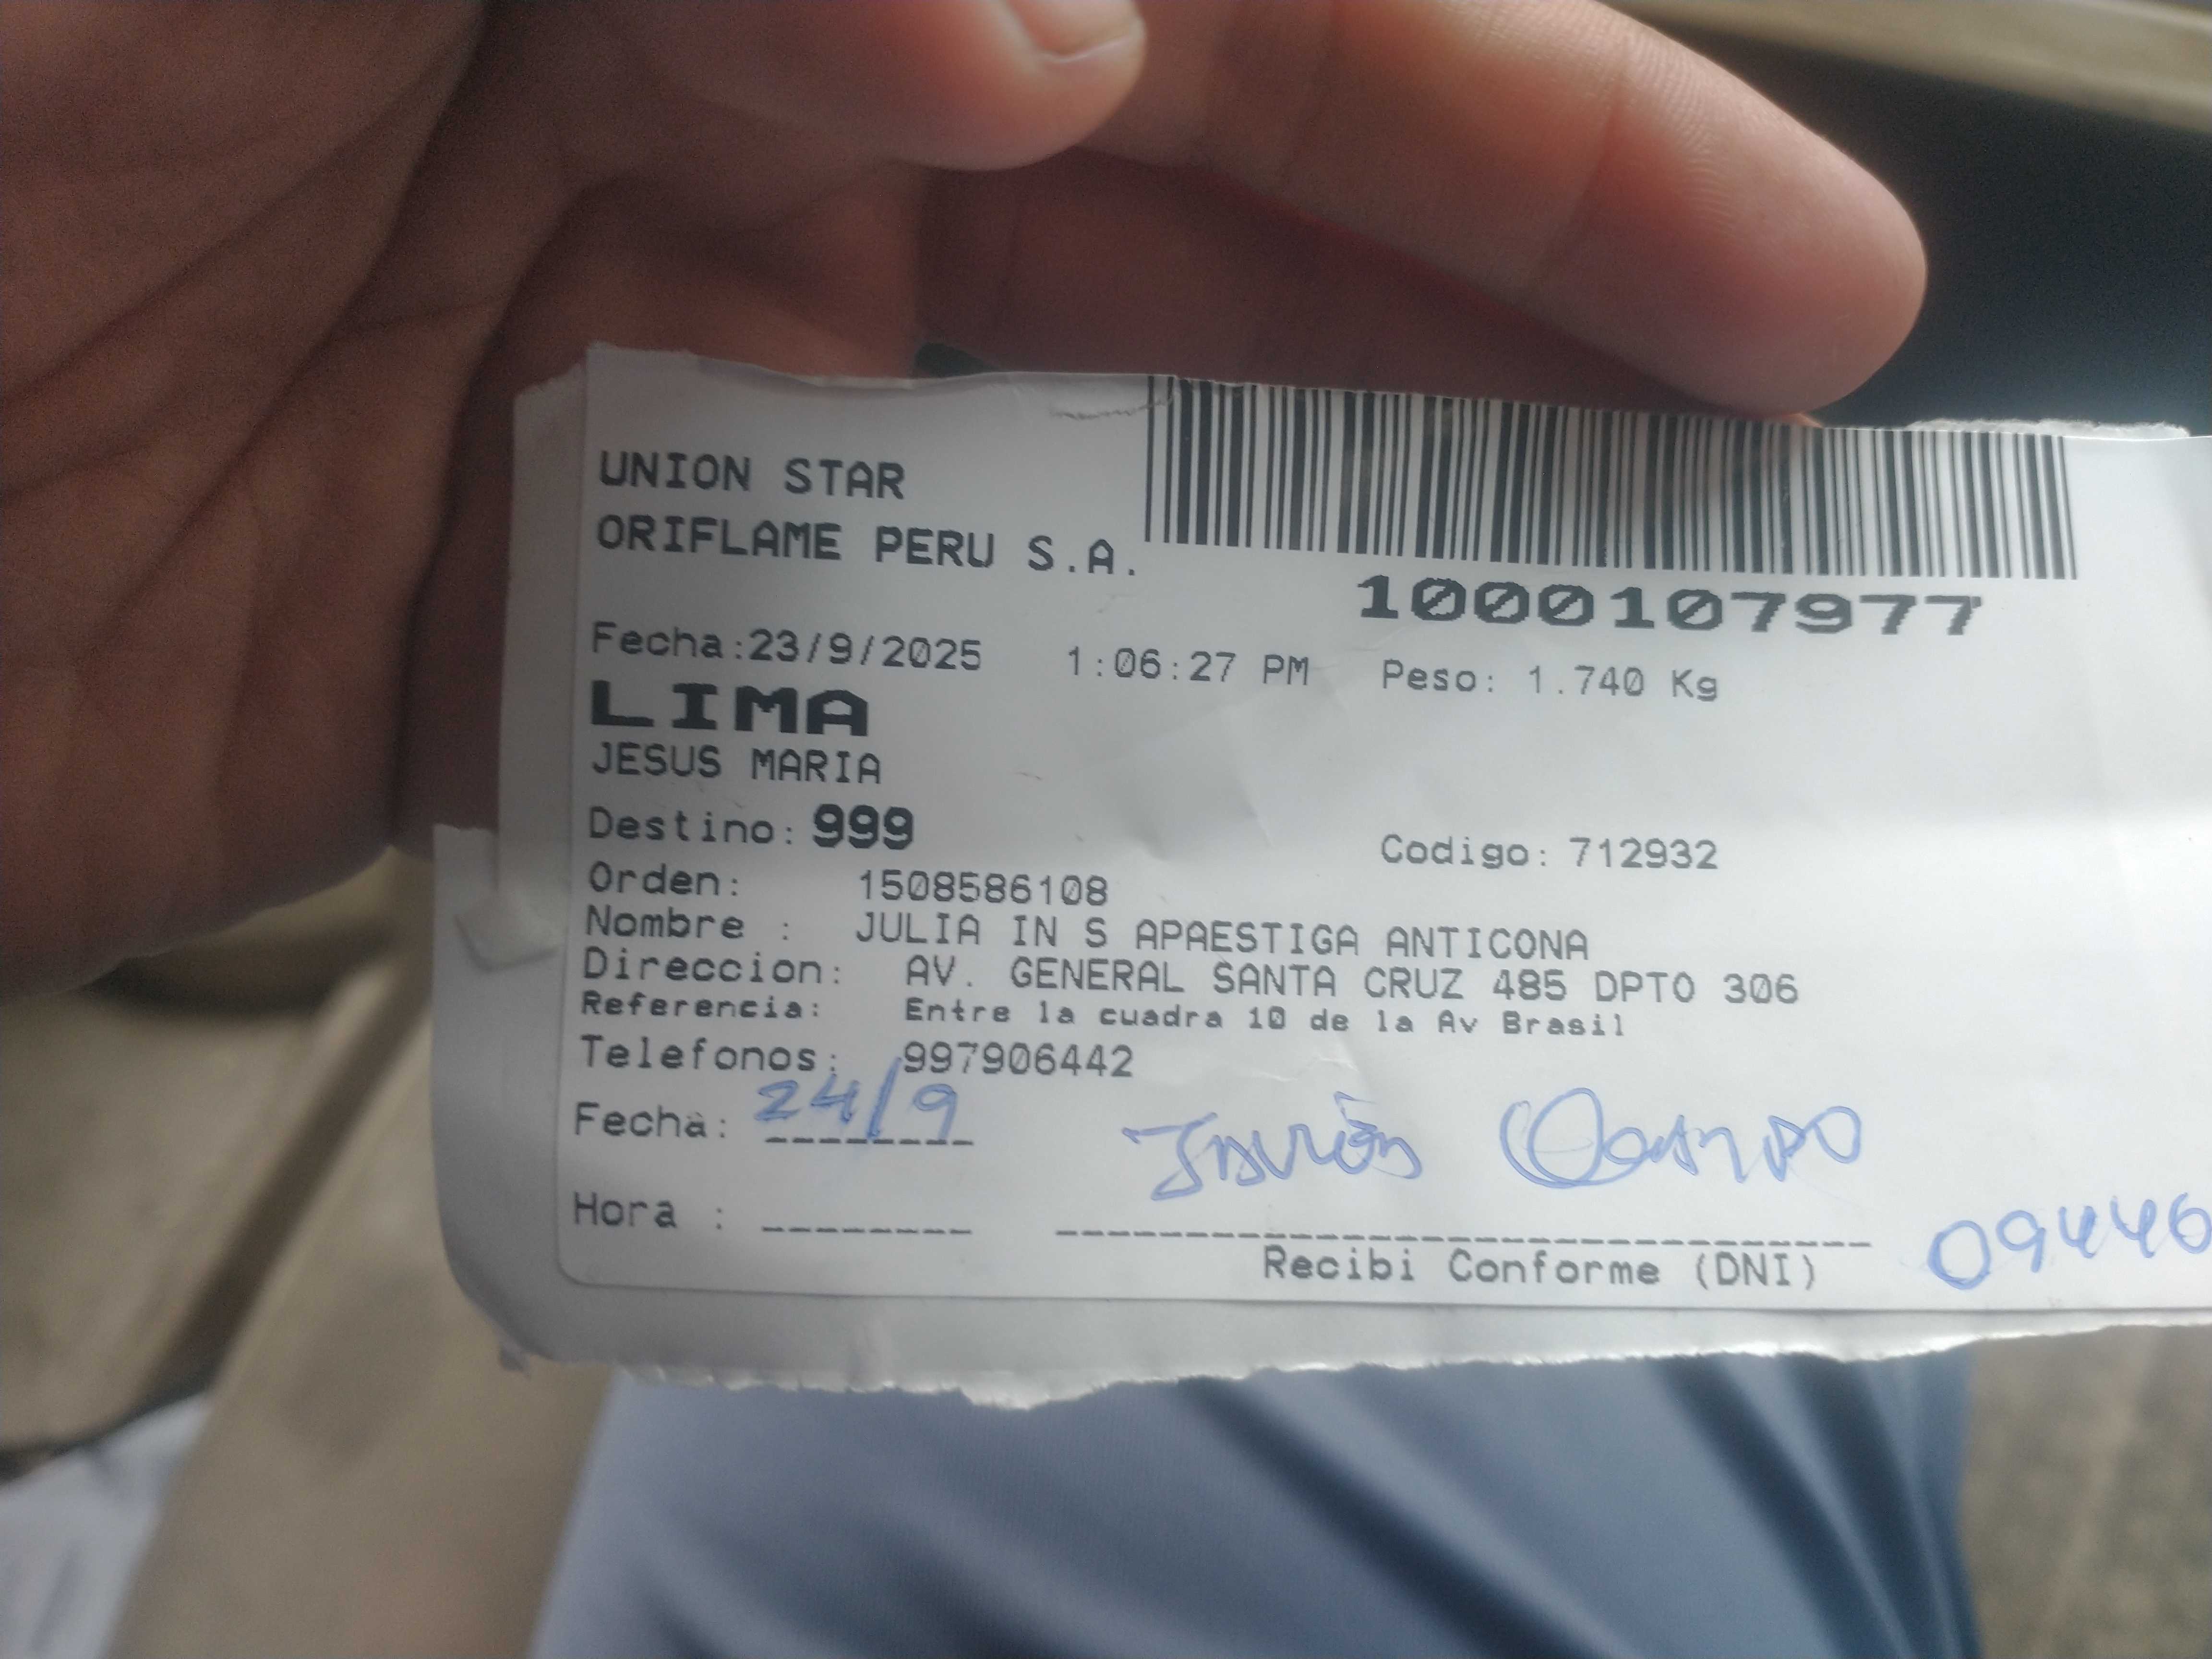 UNION STAR
ORIFLAME PERU S.A.
1000107977
Fecha:23/9/2025 1:06:27 PM Peso: 1.740 Kg
LIMA
JESUS MARIA
Destino: 999 Codigo: 712932
Orden: 1508586108
Nombre : JULIA IN S APAESTIGA ANTICONA
Direccion: AV. GENERAL SANTA CRUZ 485 DPTO 306
Referencia: Entre la cuadra 10 de la Av Brasil
Telefonos: 997906442
Fecha: 24/9
Hora :
Recibi Conforme (DNI) 09446